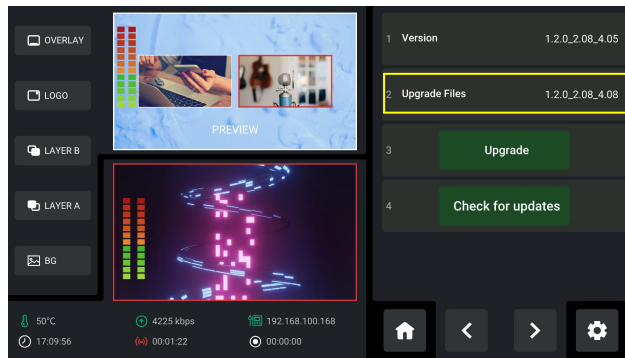 OVERLAY
LOGO
LAYER B
LAYER A
BG
PREVIEW
50°C
4225 kbps
192.168.100.168
17:09:56
00:01:22
00:00:00
1 Version 1.2.0_2.08_4.05
2 Upgrade Files 1.2.0_2.08_4.08
3 Upgrade
4 Check for updates